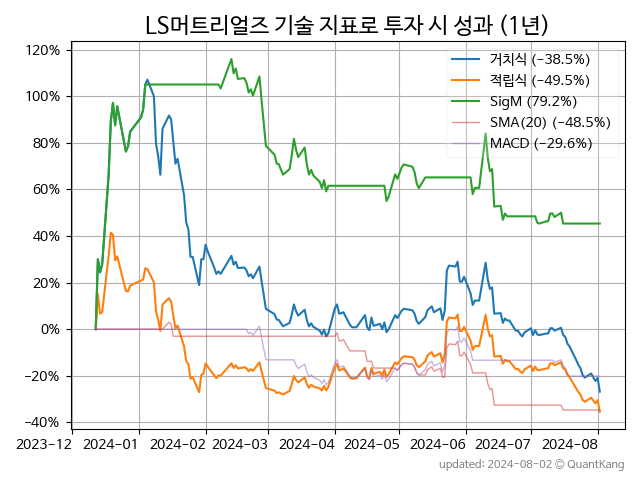 LS머트리얼즈 기술 지표로 투자 시 성과 (1년)
120%
100%
80%
60%
40%
20%
0%
−20%
−40%
거치식 (−38.5%)
적립식 (−49.5%)
SigM (79.2%)
SMA(20) (−48.5%)
MACD (−29.6%)
2023-12 2024-01 2024-02 2024-03 2024-04 2024-05 2024-06 2024-07 2024-08
updated: 2024-08-02 © QuantKang